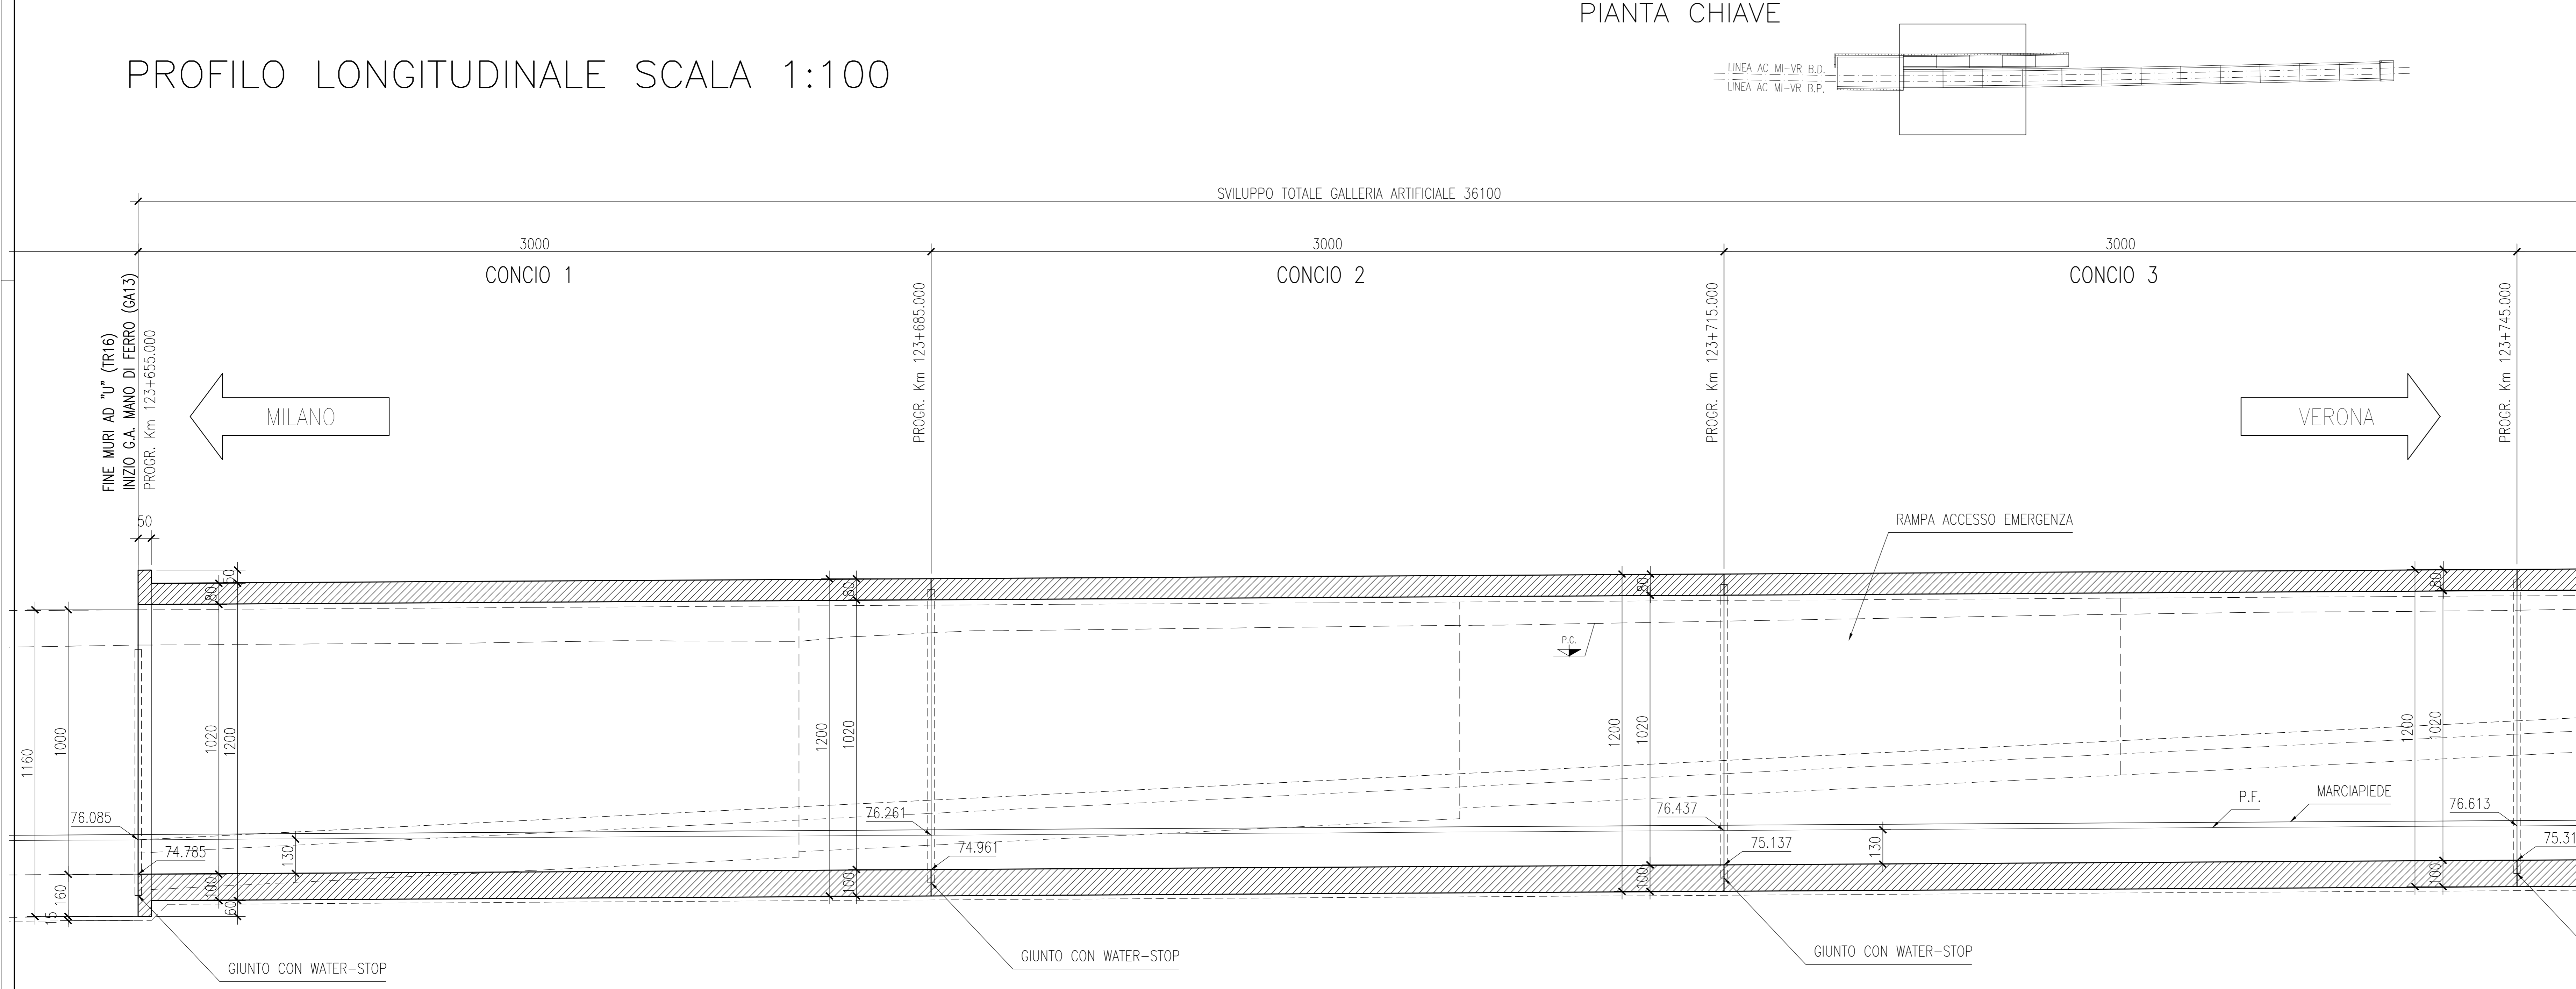 PIANTA CHIAVE
PROFILO LONGITUDINALE SCALA 1:100
LINEA AC MI-VR B.D.
LINEA AC MI-VR B.P.
SVILUPPO TOTALE GALLERIA ARTIFICIALE 36100
3000
3000
3000
CONCIO 1
CONCIO 2
CONCIO 3
FINE MURI AD "U" (TR16)
INIZIO G.A. MANO DI FERRO (GA13)
PROGR. Km 123+655.000
PROGR. Km 123+685.000
PROGR. Km 123+715.000
PROGR. Km 123+745.000
MILANO
VERONA
50
RAMPA ACCESSO EMERGENZA
50
80
80
80
80
P.C.
1160
1000
1020
1200
1200
1020
1200
1020
1200
1020
76.085
76.261
76.437
76.613
P.F.
MARCIAPIEDE
74.785
130
74.961
75.137
130
75.31
160
15
100
60
100
100
100
GIUNTO CON WATER-STOP
GIUNTO CON WATER-STOP
GIUNTO CON WATER-STOP